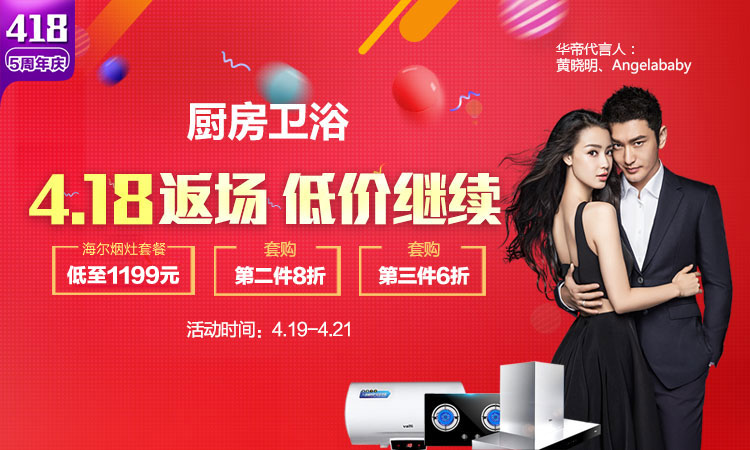 418
5周年庆
华帝代言人：
黄晓明、Angelababy
厨房卫浴
4.18返场 低价继续
海尔烟灶套餐
低至1199元
套购
第二件8折
套购
第三件6折
活动时间：4.19-4.21